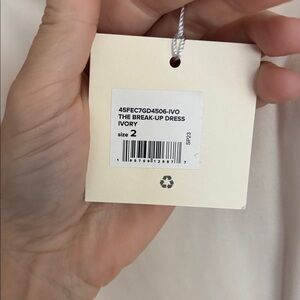 45FEC7GD4506-IVO
THE BREAK-UP DRESS
IVORY
size 2
SP23